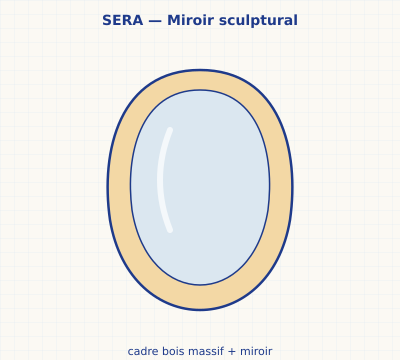 SERA — Miroir sculptural
cadre bois massif + miroir